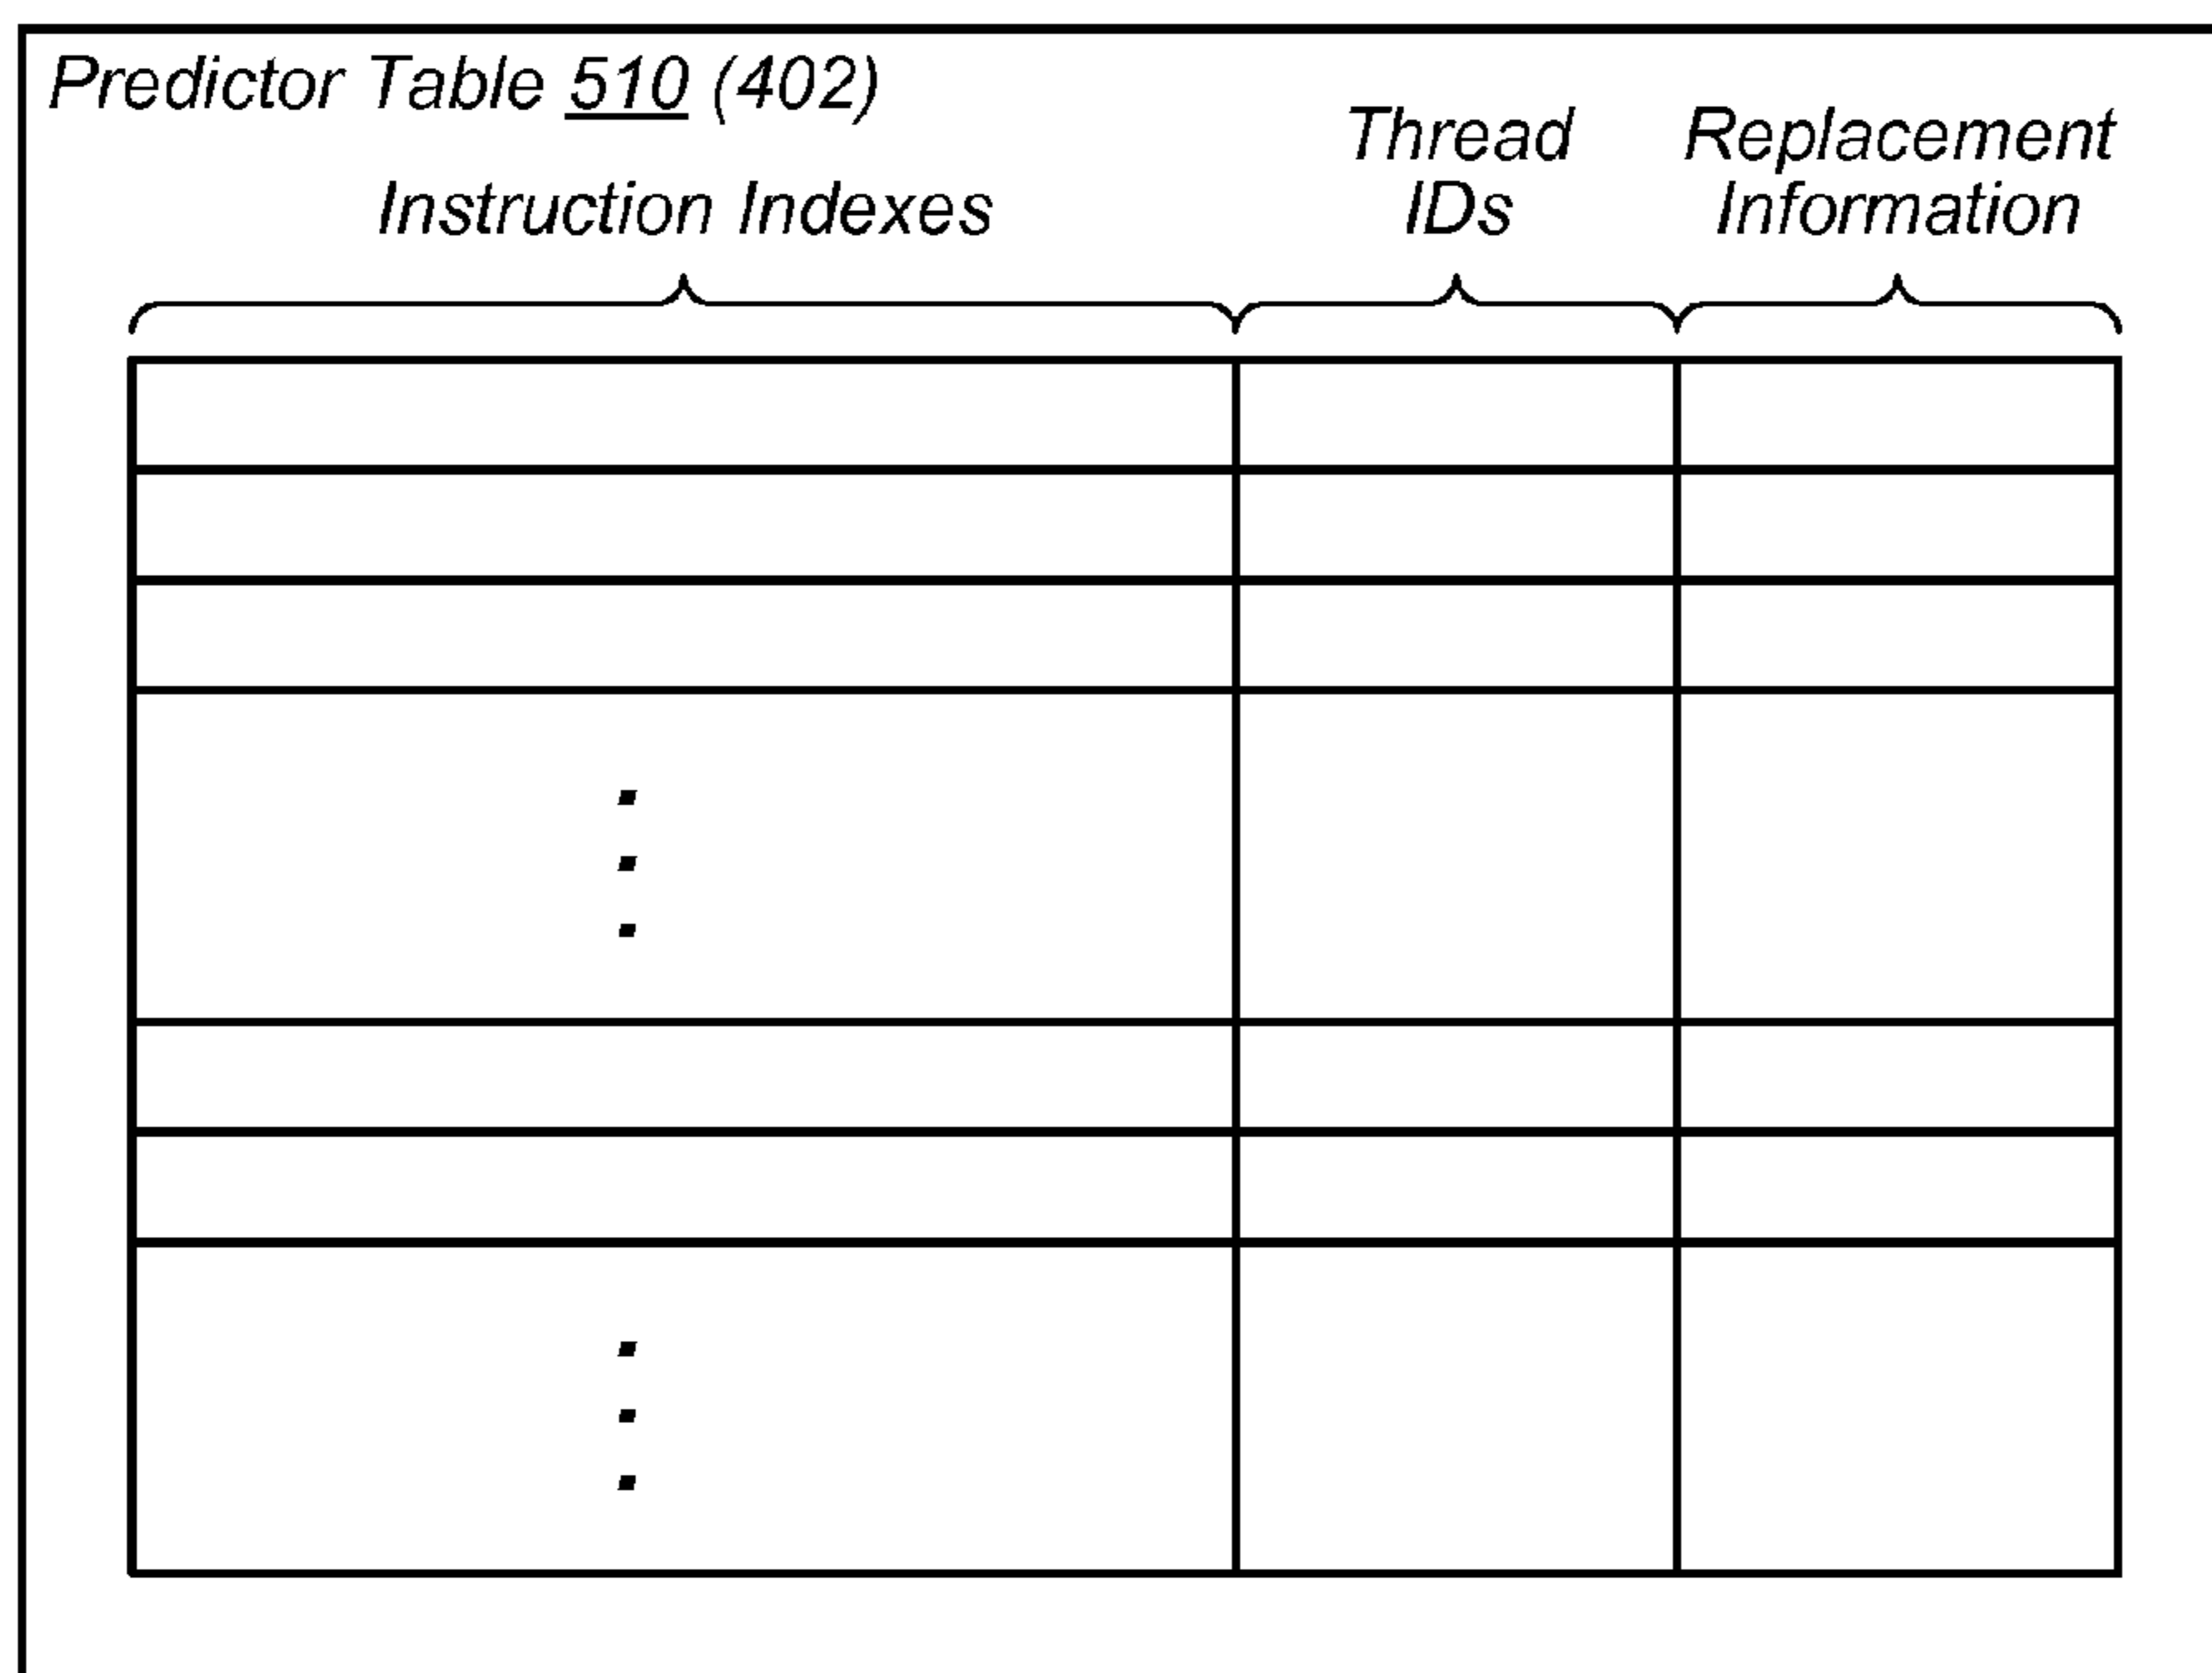 Predictor Table 510 (402)
Instruction Indexes
Thread
IDs
Replacement
Information